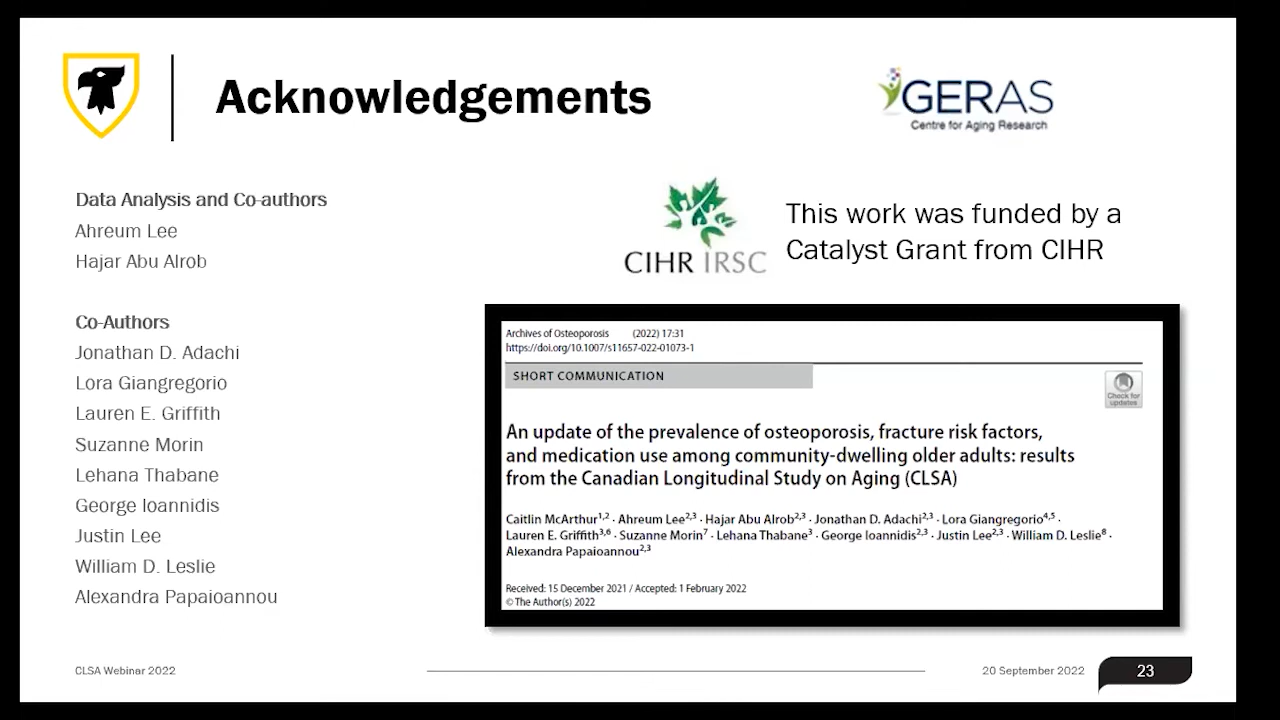 Acknowledgements
GERAS
Centre for Aging Research
Data Analysis and Co-authors
Ahreum Lee
Hajar Abu Alrob
Co-Authors
Jonathan D. Adachi
Lora Giangregorio
Lauren E. Griffith
Suzanne Morin
Lehana Thabane
George Ioannidis
Justin Lee
William D. Leslie
Alexandra Papaioannou
CIHR IRSC
This work was funded by a
Catalyst Grant from CIHR
Archives of Osteoporosis (2022) 17:31
https://doi.org/10.1007/s11657-022-01073-1
SHORT COMMUNICATION
Check for
updates
An update of the prevalence of osteoporosis, fracture risk factors,
and medication use among community-dwelling older adults: results
from the Canadian Longitudinal Study on Aging (CLSA)
Caitlin McArthur1,2 · Ahreum Lee2,3 · Hajar Abu Alrob2,3 · Jonathan D. Adachi2,3 · Lora Giangregorio4,5 ·
Lauren E. Griffith3,6 · Suzanne Morin7 · Lehana Thabane3 · George Ioannidis2,3 · Justin Lee2,3 · William D. Leslie8 ·
Alexandra Papaioannou2,3
Received: 15 December 2021 / Accepted: 1 February 2022
© The Author(s) 2022
CLSA Webinar 2022
20 September 2022
23